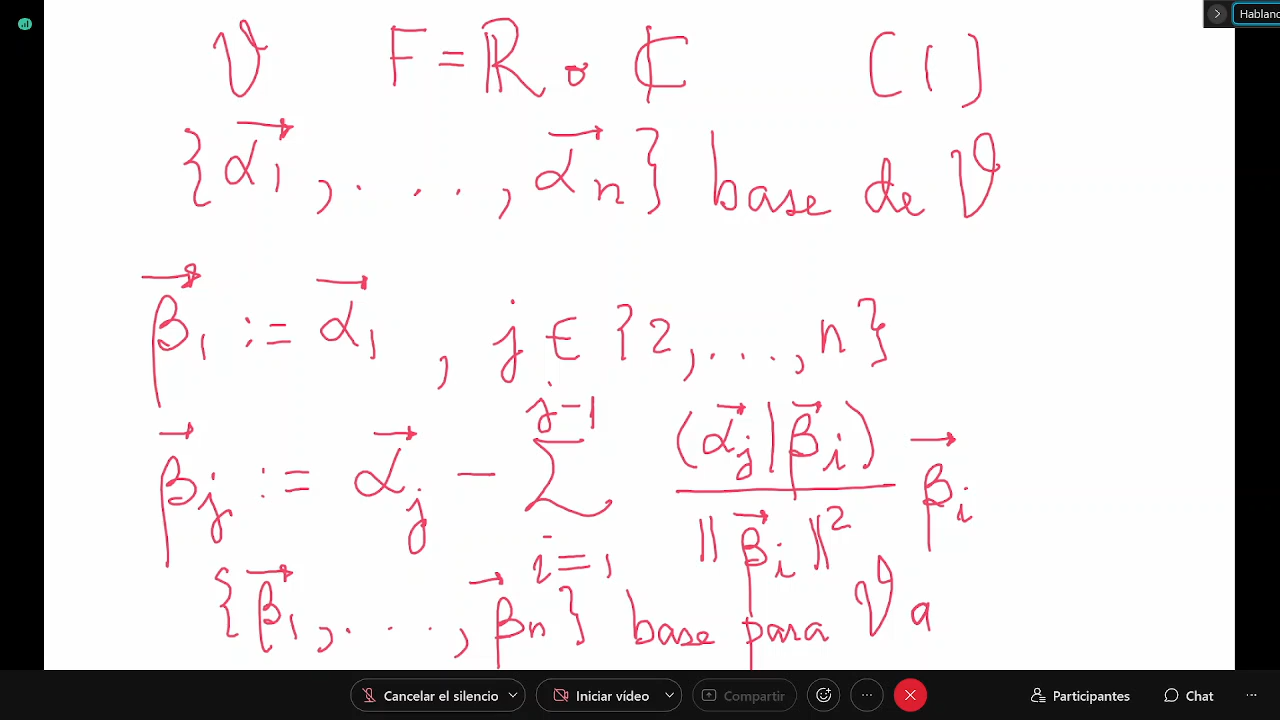 Hablando
V F = ℝ o ℂ ( | )
{α⃗₁, . . . , α⃗ₙ} base de V
β⃗₁ := α⃗₁ , j ∈ {2, . . . , n}
β⃗ⱼ := α⃗ⱼ − ∑_{i=1}^{j−1} (α⃗ⱼ|β⃗ᵢ) / ‖β⃗ᵢ‖² β⃗ᵢ
{β⃗₁, . . . , β⃗ₙ} base para V a
Cancelar el silencio Iniciar vídeo Compartir Participantes Chat